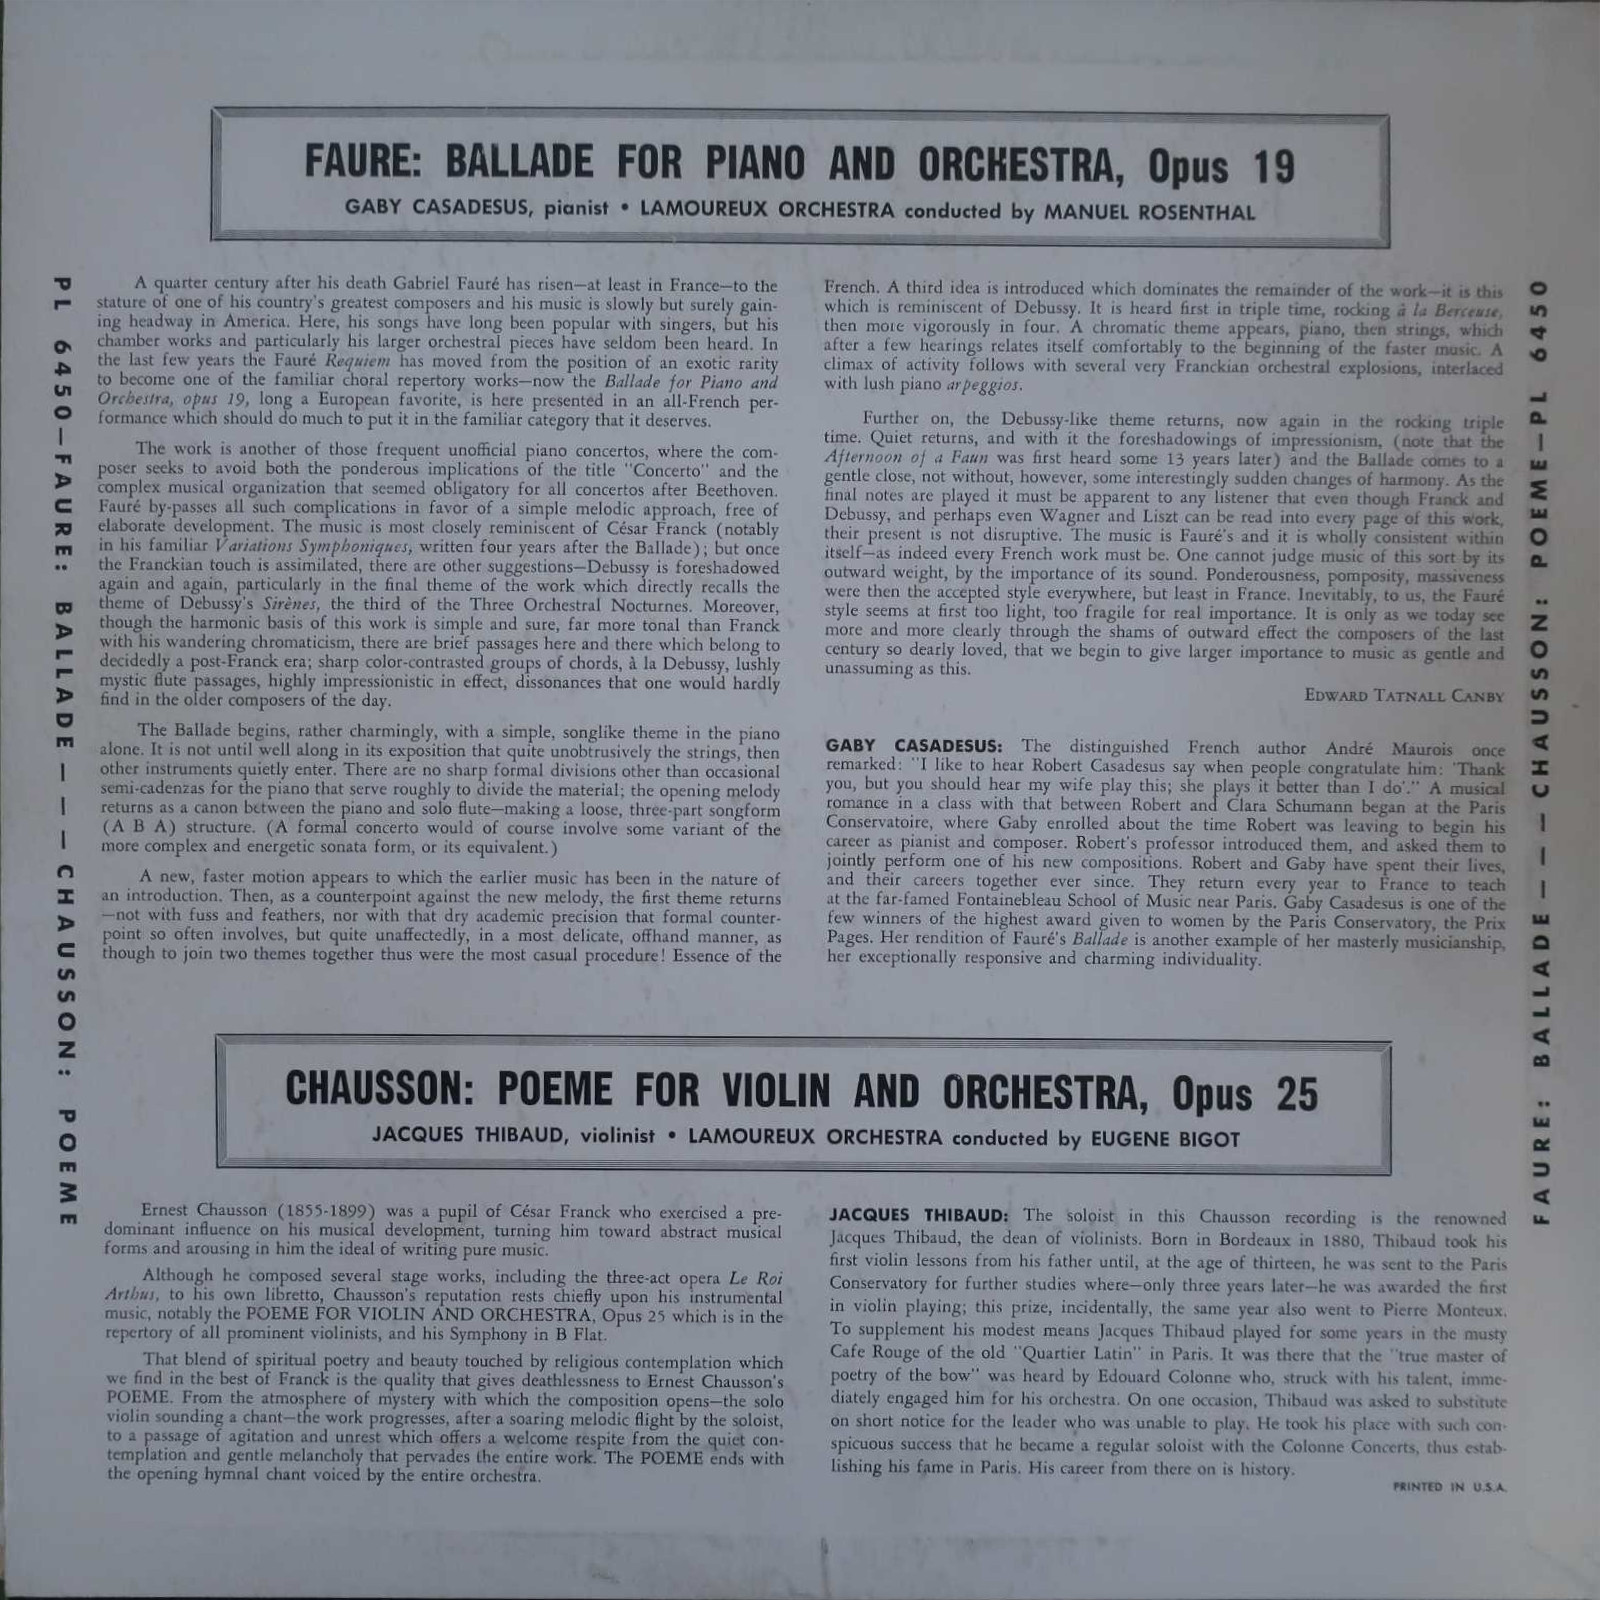 FAURE: BALLADE FOR PIANO AND ORCHESTRA, Opus 19
GABY CASADESUS, pianist • LAMOUREUX ORCHESTRA conducted by MANUEL ROSENTHAL
PL 6450—FAURE: BALLADE — — — CHAUSSON: POEME
A quarter century after his death Gabriel Fauré has risen—at least in France—to the
stature of one of his country's greatest composers and his music is slowly but surely gain-
ing headway in America. Here, his songs have long been popular with singers, but his
chamber works and particularly his larger orchestral pieces have seldom been heard. In
the last few years the Fauré Requiem has moved from the position of an exotic rarity
to become one of the familiar choral repertory works—now the Ballade for Piano and
Orchestra, opus 19, long a European favorite, is here presented in an all-French per-
formance which should do much to put it in the familiar category that it deserves.
The work is another of those frequent unofficial piano concertos, where the com-
poser seeks to avoid both the ponderous implications of the title "Concerto" and the
complex musical organization that seemed obligatory for all concertos after Beethoven.
Fauré by-passes all such complications in favor of a simple melodic approach, free of
elaborate development. The music is most closely reminiscent of César Franck (notably
in his familiar Variations Symphoniques, written four years after the Ballade); but once
the Franckian touch is assimilated, there are other suggestions—Debussy is foreshadowed
again and again, particularly in the final theme of the work which directly recalls the
theme of Debussy's Sirènes, the third of the Three Orchestral Nocturnes. Moreover,
though the harmonic basis of this work is simple and sure, far more tonal than Franck
with his wandering chromaticism, there are brief passages here and there which belong to
decidedly a post-Franck era; sharp color-contrasted groups of chords, à la Debussy, lushly
mystic flute passages, highly impressionistic in effect, dissonances that one would hardly
find in the older composers of the day.
The Ballade begins, rather charmingly, with a simple, songlike theme in the piano
alone. It is not until well along in its exposition that quite unobtrusively the strings, then
other instruments quietly enter. There are no sharp formal divisions other than occasional
semi-cadenzas for the piano that serve roughly to divide the material; the opening melody
returns as a canon between the piano and solo flute—making a loose, three-part songform
(A B A) structure. (A formal concerto would of course involve some variant of the
more complex and energetic sonata form, or its equivalent.)
A new, faster motion appears to which the earlier music has been in the nature of
an introduction. Then, as a counterpoint against the new melody, the first theme returns
—not with fuss and feathers, nor with that dry academic precision that formal counter-
point so often involves, but quite unaffectedly, in a most delicate, offhand manner, as
though to join two themes together thus were the most casual procedure! Essence of the
French. A third idea is introduced which dominates the remainder of the work—it is this
which is reminiscent of Debussy. It is heard first in triple time, rocking à la Berceuse,
then more vigorously in four. A chromatic theme appears, piano, then strings, which
after a few hearings relates itself comfortably to the beginning of the faster music. A
climax of activity follows with several very Franckian orchestral explosions, interlaced
with lush piano arpeggios.
Further on, the Debussy-like theme returns, now again in the rocking triple
time. Quiet returns, and with it the foreshadowings of impressionism, (note that the
Afternoon of a Faun was first heard some 13 years later) and the Ballade comes to a
gentle close, not without, however, some interestingly sudden changes of harmony. As the
final notes are played it must be apparent to any listener that even though Franck and
Debussy, and perhaps even Wagner and Liszt can be read into every page of this work,
their present is not disruptive. The music is Fauré's and it is wholly consistent within
itself—as indeed every French work must be. One cannot judge music of this sort by its
outward weight, by the importance of its sound. Ponderousness, pomposity, massiveness
were then the accepted style everywhere, but least in France. Inevitably, to us, the Fauré
style seems at first too light, too fragile for real importance. It is only as we today see
more and more clearly through the shams of outward effect the composers of the last
century so dearly loved, that we begin to give larger importance to music as gentle and
unassuming as this.
EDWARD TATNALL CANBY
GABY CASADESUS: The distinguished French author André Maurois once
remarked: "I like to hear Robert Casadesus say when people congratulate him: 'Thank
you, but you should hear my wife play this; she plays it better than I do'." A musical
romance in a class with that between Robert and Clara Schumann began at the Paris
Conservatoire, where Gaby enrolled about the time Robert was leaving to begin his
career as pianist and composer. Robert's professor introduced them, and asked them to
jointly perform one of his new compositions. Robert and Gaby have spent their lives,
and their careers together ever since. They return every year to France to teach
at the far-famed Fontainebleau School of Music near Paris. Gaby Casadesus is one of the
few winners of the highest award given to women by the Paris Conservatory, the Prix
Pages. Her rendition of Fauré's Ballade is another example of her masterly musicianship,
her exceptionally responsive and charming individuality.
FAURE: BALLADE — — — CHAUSSON: POEME—PL 6450
CHAUSSON: POEME FOR VIOLIN AND ORCHESTRA, Opus 25
JACQUES THIBAUD, violinist • LAMOUREUX ORCHESTRA conducted by EUGENE BIGOT
Ernest Chausson (1855-1899) was a pupil of César Franck who exercised a pre-
dominant influence on his musical development, turning him toward abstract musical
forms and arousing in him the ideal of writing pure music.
Although he composed several stage works, including the three-act opera Le Roi
Arthus, to his own libretto, Chausson's reputation rests chiefly upon his instrumental
music, notably the POEME FOR VIOLIN AND ORCHESTRA, Opus 25 which is in the
repertory of all prominent violinists, and his Symphony in B Flat.
That blend of spiritual poetry and beauty touched by religious contemplation which
we find in the best of Franck is the quality that gives deathlessness to Ernest Chausson's
POEME. From the atmosphere of mystery with which the composition opens—the solo
violin sounding a chant—the work progresses, after a soaring melodic flight by the soloist,
to a passage of agitation and unrest which offers a welcome respite from the quiet con-
templation and gentle melancholy that pervades the entire work. The POEME ends with
the opening hymnal chant voiced by the entire orchestra.
JACQUES THIBAUD: The soloist in this Chausson recording is the renowned
Jacques Thibaud, the dean of violinists. Born in Bordeaux in 1880, Thibaud took his
first violin lessons from his father until, at the age of thirteen, he was sent to the Paris
Conservatory for further studies where—only three years later—he was awarded the first
in violin playing; this prize, incidentally, the same year also went to Pierre Monteux.
To supplement his modest means Jacques Thibaud played for some years in the musty
Cafe Rouge of the old "Quartier Latin" in Paris. It was there that the "true master of
poetry of the bow" was heard by Edouard Colonne who, struck with his talent, imme-
diately engaged him for his orchestra. On one occasion, Thibaud was asked to substitute
on short notice for the leader who was unable to play. He took his place with such con-
spicuous success that he became a regular soloist with the Colonne Concerts, thus estab-
lishing his fame in Paris. His career from there on is history.
PRINTED IN U.S.A.